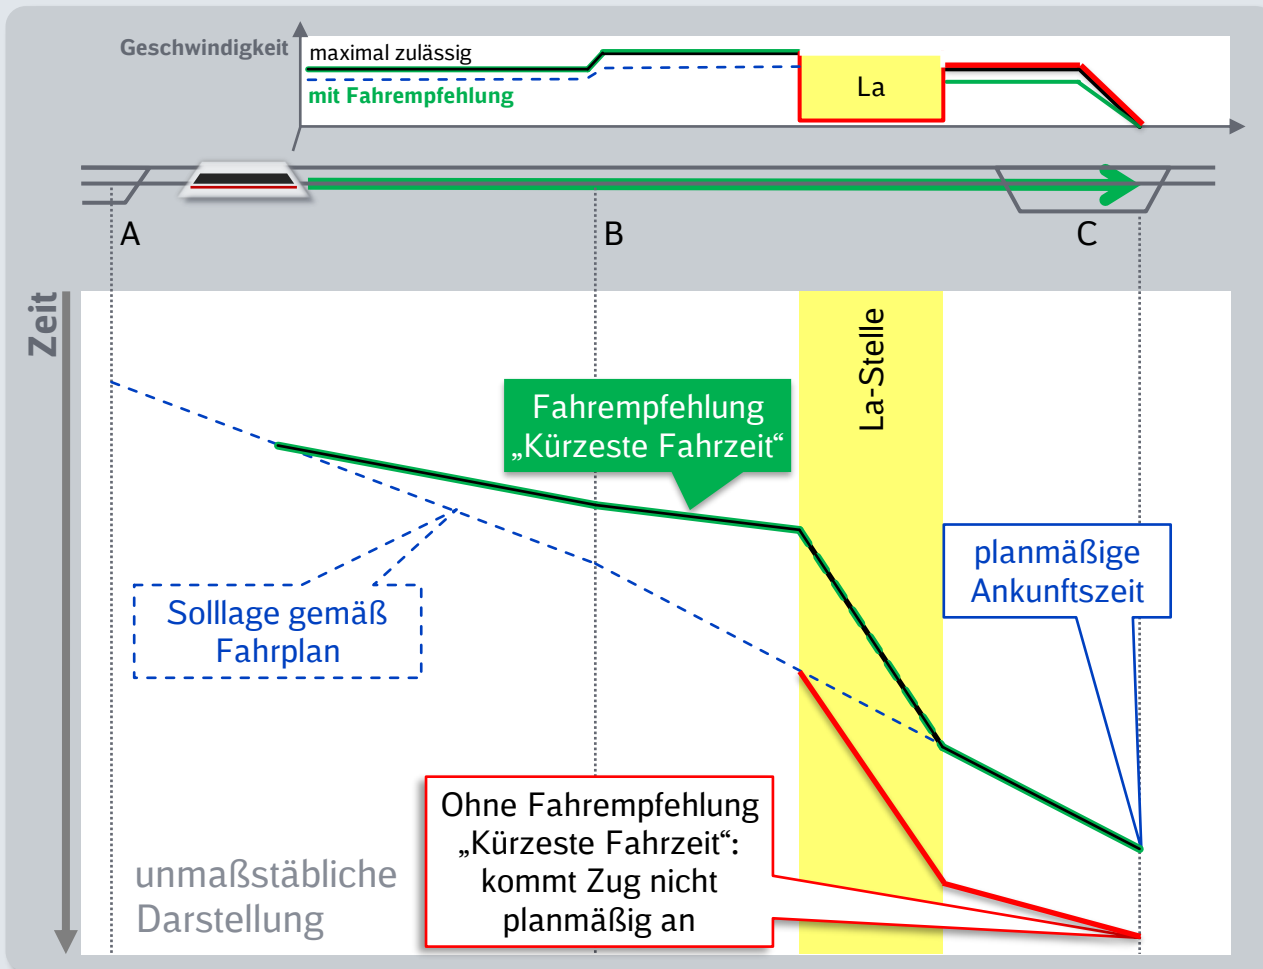 Geschwindigkeit
maximal zulässig
mit Fahrempfehlung
La
A
B
C
Zeit
La-Stelle
Fahrempfehlung
„Kürzeste Fahrzeit“
planmäßige
Ankunftszeit
Solllage gemäß
Fahrplan
Ohne Fahrempfehlung
„Kürzeste Fahrzeit“:
kommt Zug nicht
planmäßig an
unmaßstäbliche
Darstellung